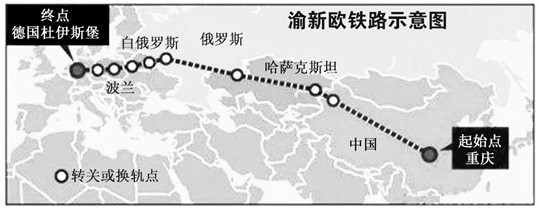 渝新欧铁路示意图
终点
德国杜伊斯堡
白俄罗斯
俄罗斯
波兰
哈萨克斯坦
中国
起始点
重庆
转关或换轨点